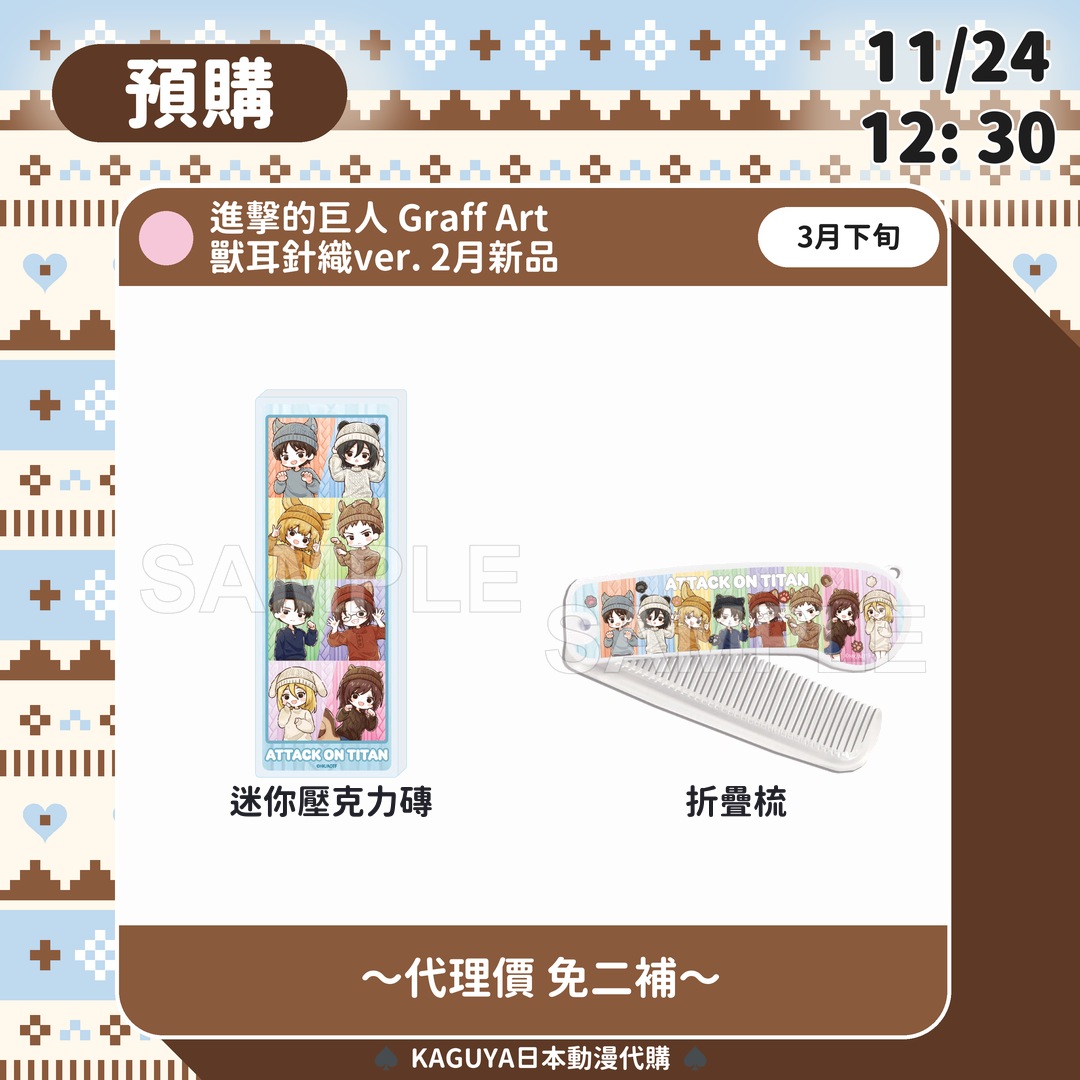 預購
11/24
12: 30
進擊的巨人 Graff Art
獸耳針織ver. 2月新品
3月下旬
SAMPLE
ATTACK ON TITAN
迷你壓克力磚
ATTACK ON TITAN
SAMPLE
折疊梳
～代理價 免二補～
KAGUYA日本動漫代購